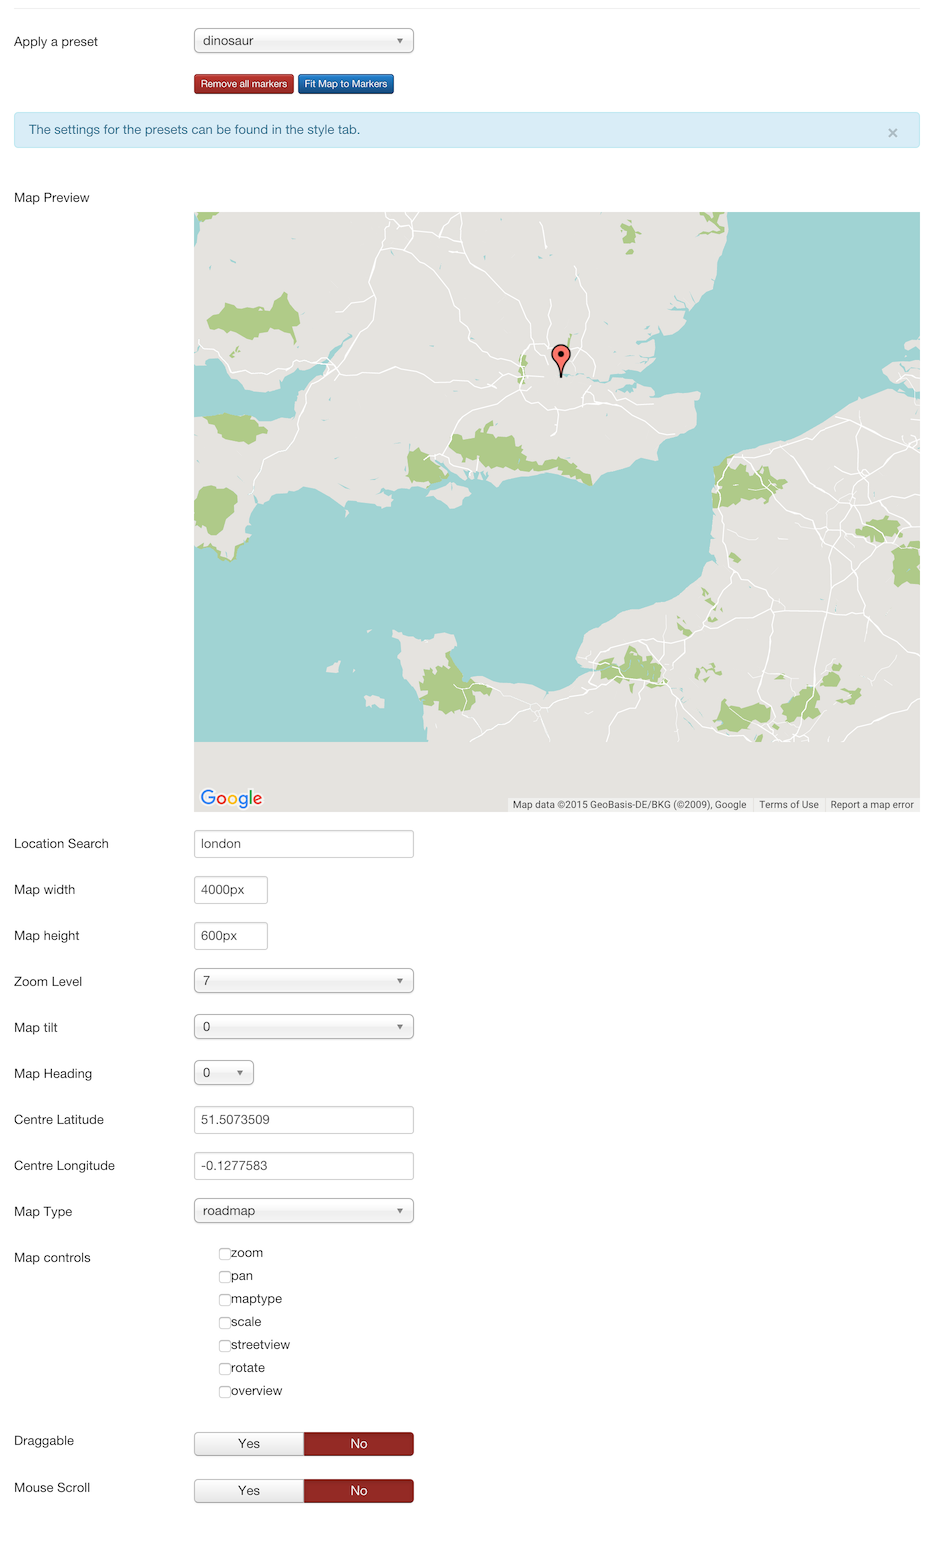 Apply a preset
dinosaur
Remove all markers
Fit Map to Markers
The settings for the presets can be found in the style tab.
×
Map Preview
Google
Map data ©2015 GeoBasis-DE/BKG (©2009), Google
Terms of Use
Report a map error
Location Search
london
Map width
4000px
Map height
600px
Zoom Level
7
Map tilt
0
Map Heading
0
Centre Latitude
51.5073509
Centre Longitude
-0.1277583
Map Type
roadmap
Map controls
zoom
pan
maptype
scale
streetview
rotate
overview
Draggable
Yes
No
Mouse Scroll
Yes
No